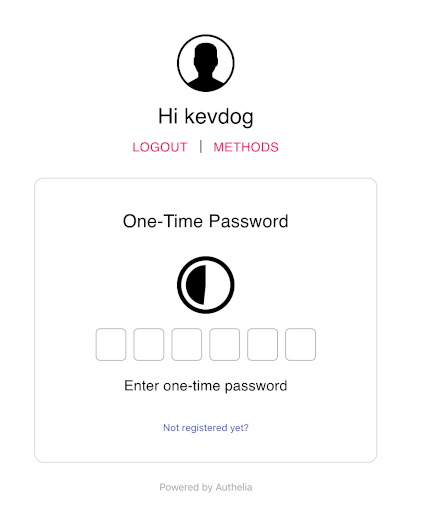 Hi kevdog
LOGOUT | METHODS
One-Time Password
Enter one-time password
Not registered yet?
Powered by Authelia